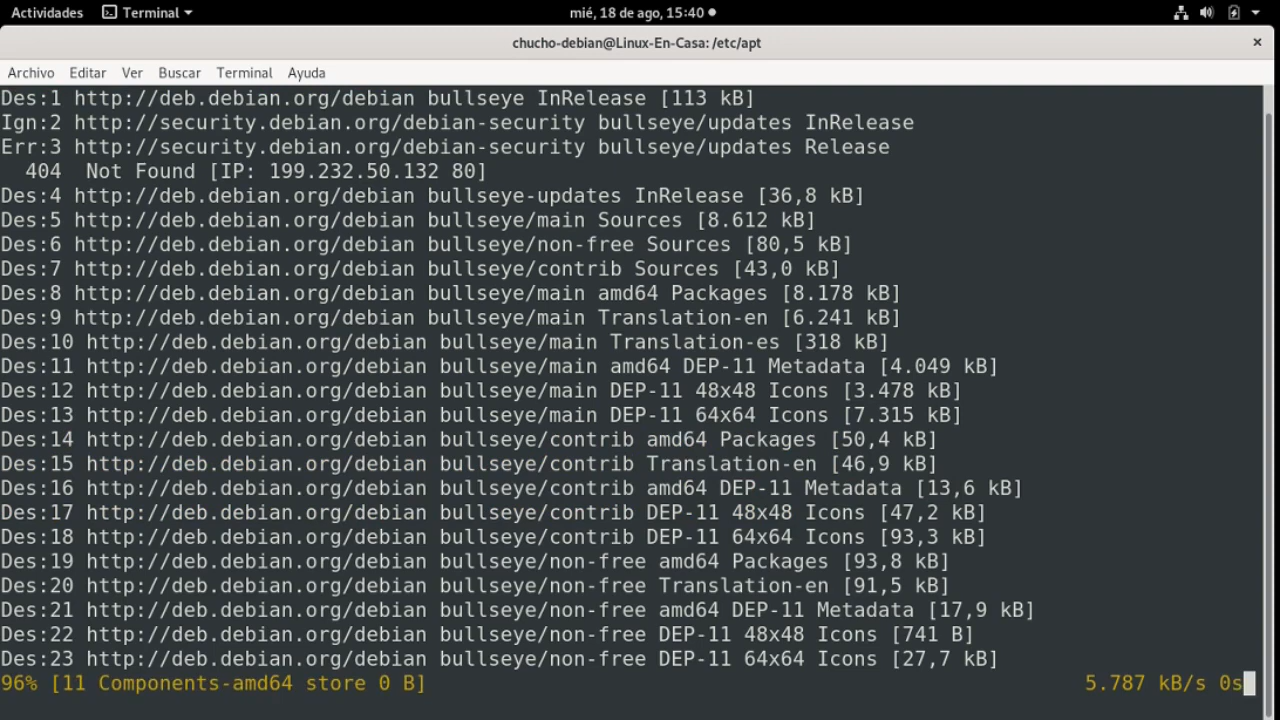 Actividades Terminal mié, 18 de ago, 15:40
chucho-debian@Linux-En-Casa: /etc/apt ×
Archivo Editar Ver Buscar Terminal Ayuda
Des:1 http://deb.debian.org/debian bullseye InRelease [113 kB]
Ign:2 http://security.debian.org/debian-security bullseye/updates InRelease
Err:3 http://security.debian.org/debian-security bullseye/updates Release
  404  Not Found [IP: 199.232.50.132 80]
Des:4 http://deb.debian.org/debian bullseye-updates InRelease [36,8 kB]
Des:5 http://deb.debian.org/debian bullseye/main Sources [8.612 kB]
Des:6 http://deb.debian.org/debian bullseye/non-free Sources [80,5 kB]
Des:7 http://deb.debian.org/debian bullseye/contrib Sources [43,0 kB]
Des:8 http://deb.debian.org/debian bullseye/main amd64 Packages [8.178 kB]
Des:9 http://deb.debian.org/debian bullseye/main Translation-en [6.241 kB]
Des:10 http://deb.debian.org/debian bullseye/main Translation-es [318 kB]
Des:11 http://deb.debian.org/debian bullseye/main amd64 DEP-11 Metadata [4.049 kB]
Des:12 http://deb.debian.org/debian bullseye/main DEP-11 48x48 Icons [3.478 kB]
Des:13 http://deb.debian.org/debian bullseye/main DEP-11 64x64 Icons [7.315 kB]
Des:14 http://deb.debian.org/debian bullseye/contrib amd64 Packages [50,4 kB]
Des:15 http://deb.debian.org/debian bullseye/contrib Translation-en [46,9 kB]
Des:16 http://deb.debian.org/debian bullseye/contrib amd64 DEP-11 Metadata [13,6 kB]
Des:17 http://deb.debian.org/debian bullseye/contrib DEP-11 48x48 Icons [47,2 kB]
Des:18 http://deb.debian.org/debian bullseye/contrib DEP-11 64x64 Icons [93,3 kB]
Des:19 http://deb.debian.org/debian bullseye/non-free amd64 Packages [93,8 kB]
Des:20 http://deb.debian.org/debian bullseye/non-free Translation-en [91,5 kB]
Des:21 http://deb.debian.org/debian bullseye/non-free amd64 DEP-11 Metadata [17,9 kB]
Des:22 http://deb.debian.org/debian bullseye/non-free DEP-11 48x48 Icons [741 B]
Des:23 http://deb.debian.org/debian bullseye/non-free DEP-11 64x64 Icons [27,7 kB]
96% [11 Components-amd64 store 0 B] 5.787 kB/s 0s